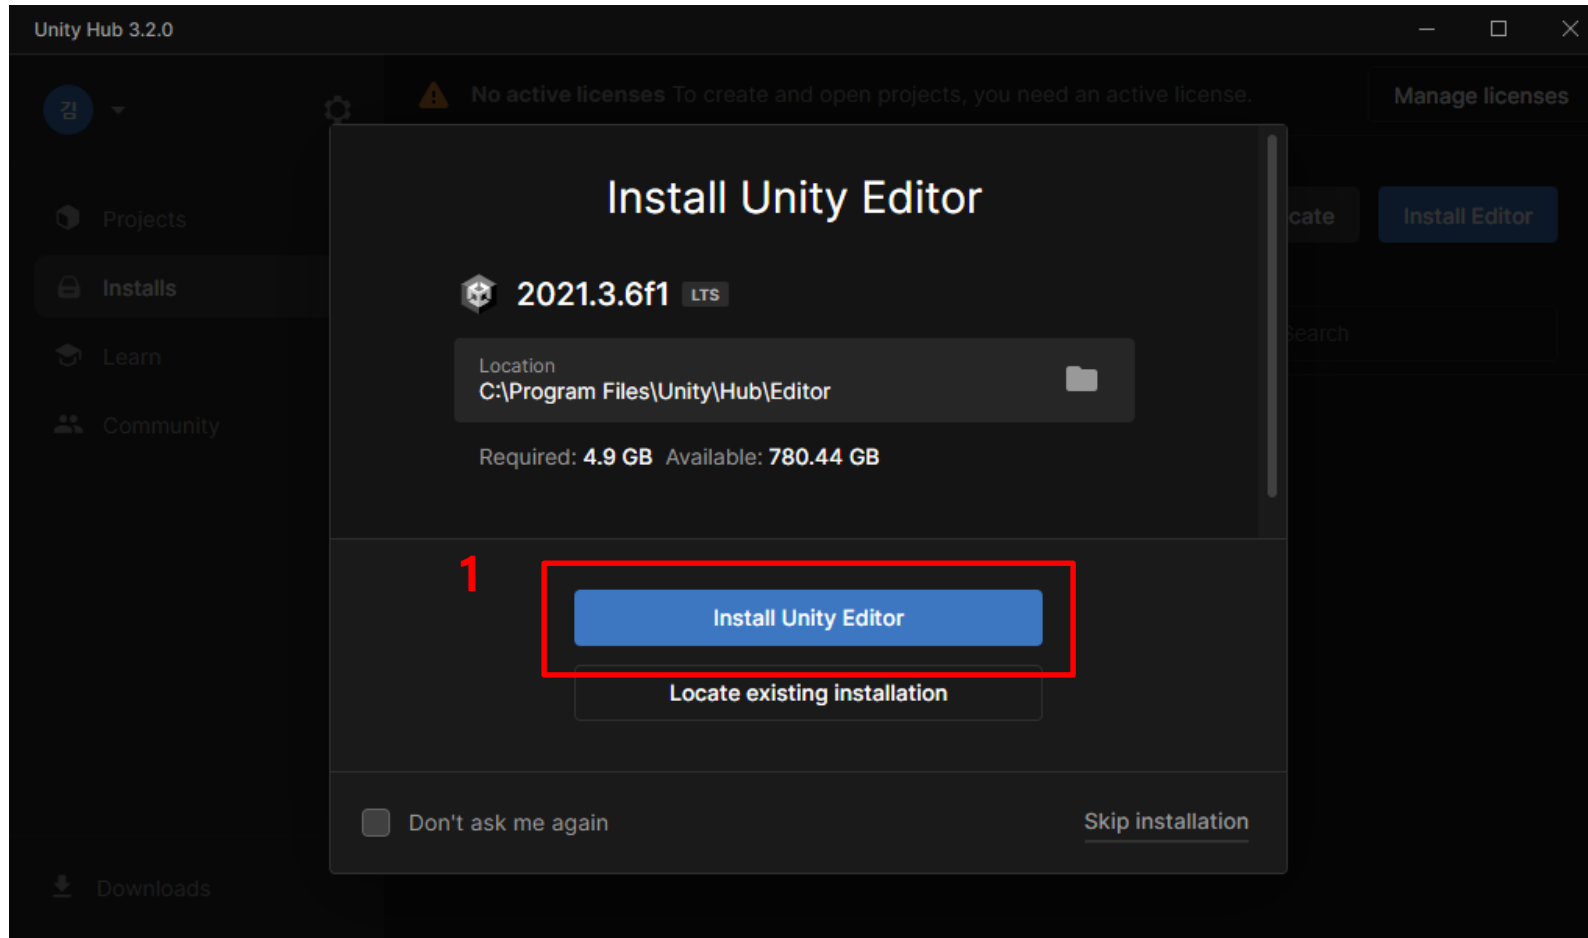 Unity Hub 3.2.0
김
No active licenses To create and open projects, you need an active license.
Manage licenses
Projects
Installs
Learn
Community
Downloads
cate
Install Editor
Search
Install Unity Editor
2021.3.6f1 LTS
Location
C:\Program Files\Unity\Hub\Editor
Required: 4.9 GB Available: 780.44 GB
1
Install Unity Editor
Locate existing installation
Don't ask me again
Skip installation